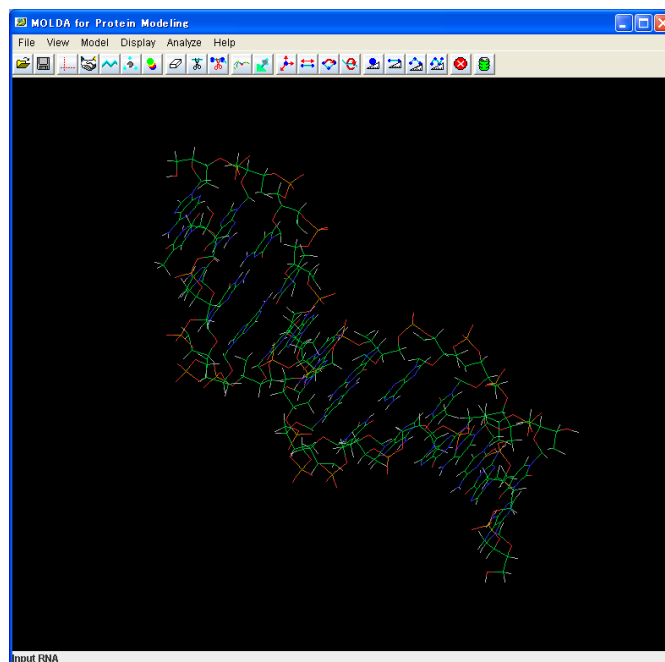 MOLDA for Protein Modeling
File View Model Display Analyze Help
Input RNA